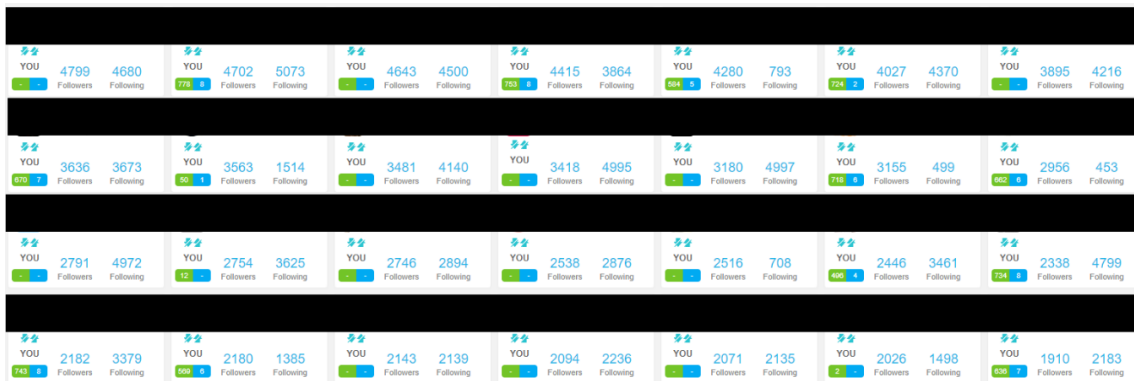 YOU 4799 Followers 4680 Following - -
YOU 4702 Followers 5073 Following 778 8
YOU 4643 Followers 4500 Following - -
YOU 4415 Followers 3864 Following 753 8
YOU 4280 Followers 793 Following 584 5
YOU 4027 Followers 4370 Following 724 2
YOU 3895 Followers 4216 Following - -
YOU 3636 Followers 3673 Following 670 7
YOU 3563 Followers 1514 Following 50 1
YOU 3481 Followers 4140 Following - -
YOU 3418 Followers 4995 Following - -
YOU 3180 Followers 4997 Following - -
YOU 3155 Followers 499 Following 718 6
YOU 2956 Followers 453 Following 662 6
YOU 2791 Followers 4972 Following - -
YOU 2754 Followers 3625 Following 12 -
YOU 2746 Followers 2894 Following - -
YOU 2538 Followers 2876 Following - -
YOU 2516 Followers 708 Following - -
YOU 2446 Followers 3461 Following 496 4
YOU 2338 Followers 4799 Following 734 8
YOU 2182 Followers 3379 Following 743 8
YOU 2180 Followers 1385 Following 569 6
YOU 2143 Followers 2139 Following - -
YOU 2094 Followers 2236 Following - -
YOU 2071 Followers 2135 Following - -
YOU 2026 Followers 1498 Following 2 -
YOU 1910 Followers 2183 Following 636 7